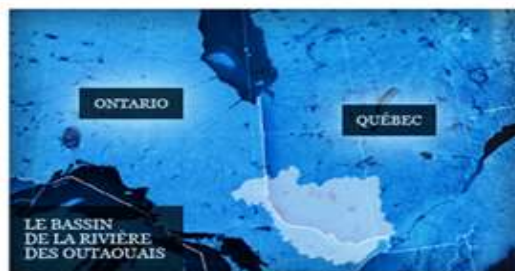 ONTARIO
QUÉBEC
LE BASSIN
DE LA RIVIÈRE
DES OUTAOUAIS